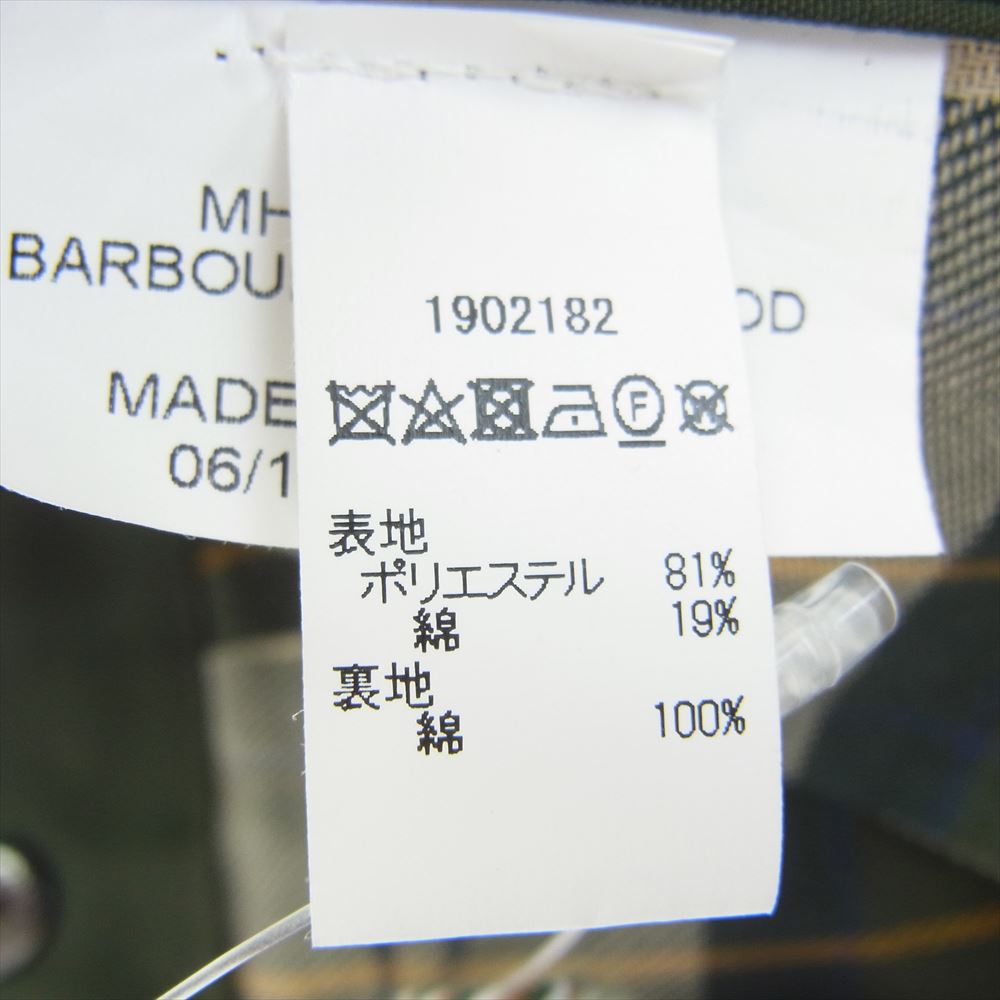 MH
BARBOU
OD
MADE
06/1
1902182
F
W
表地
ポリエステル 81%
綿 19%
裏地
綿 100%